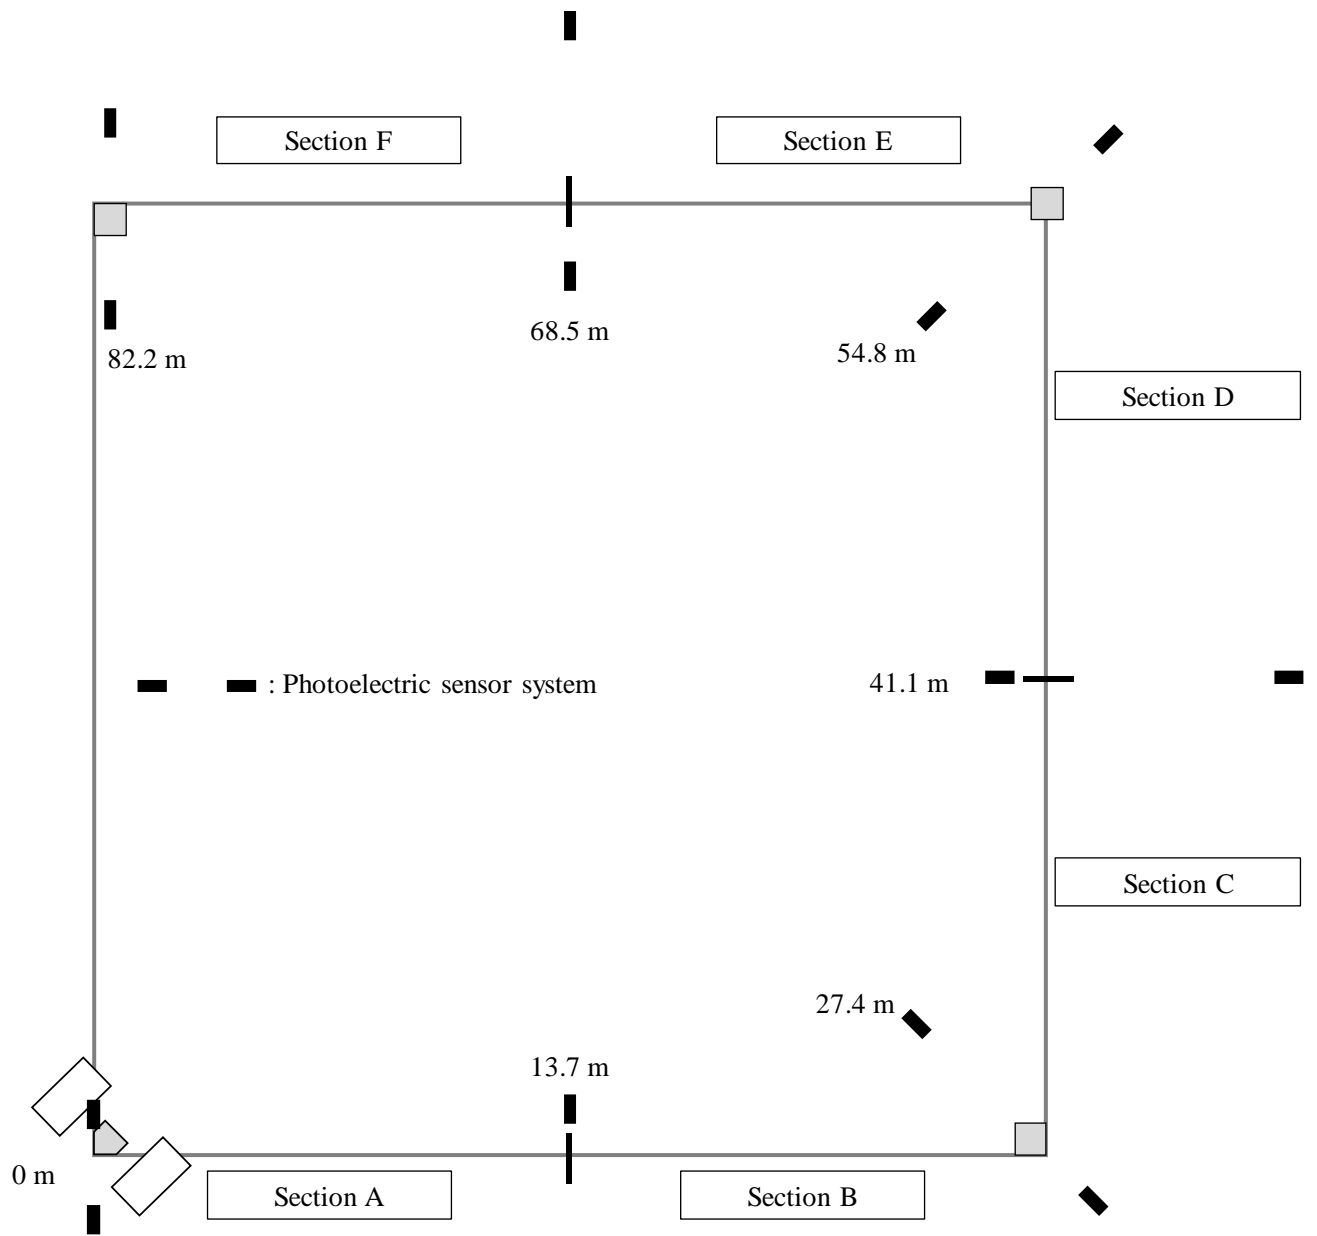 Section F
Section E
68.5 m
54.8 m
82.2 m
Section D
: Photoelectric sensor system
41.1 m
Section C
27.4 m
13.7 m
0 m
Section A
Section B